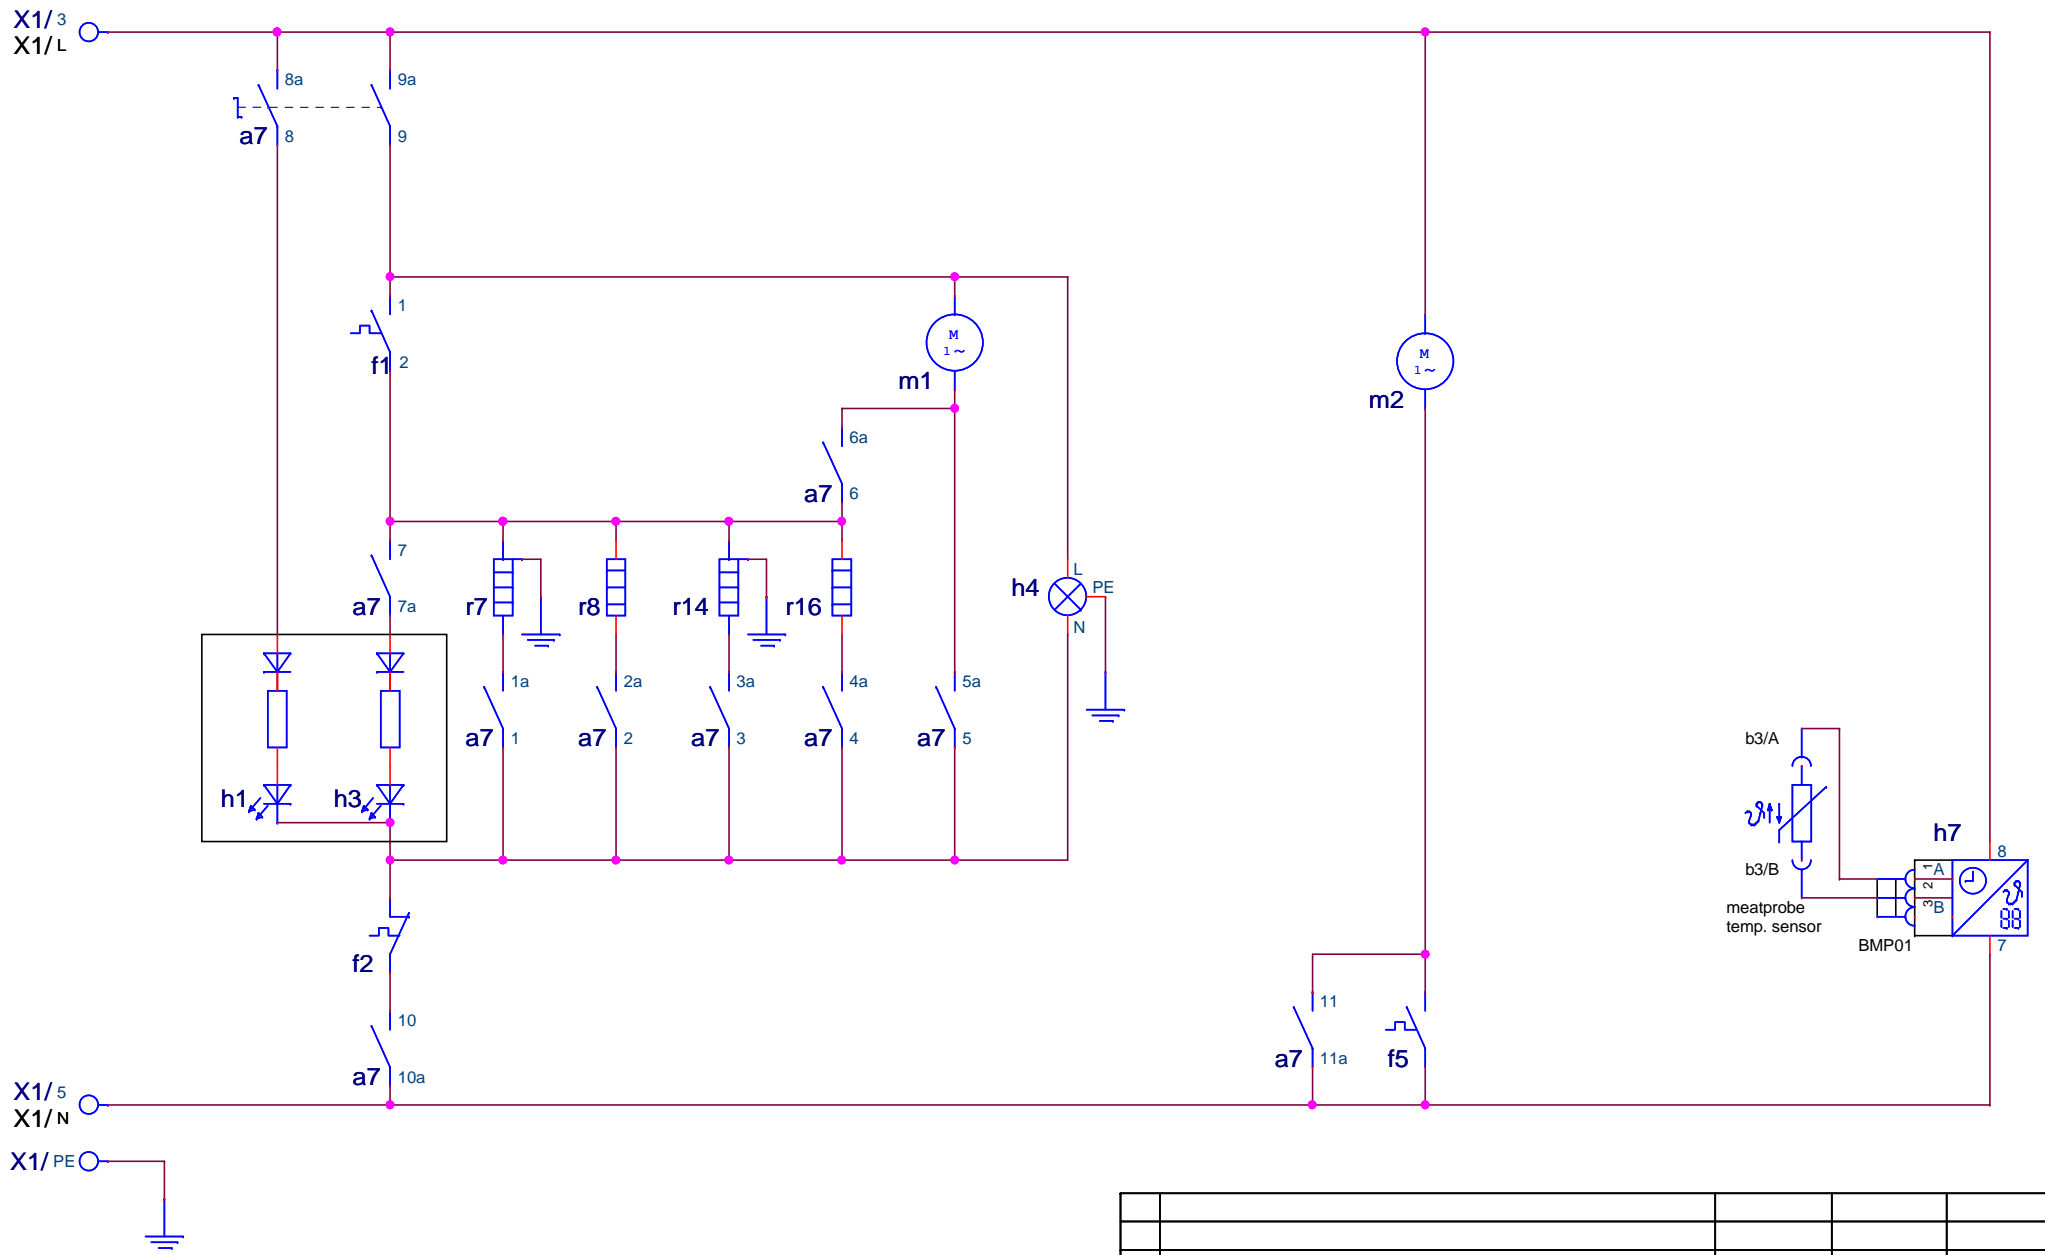 X1/ 3
X1/ L
8a
9a
a7 8
9
1
f1 2
M
1~
m1
M
1~
m2
6a
a7 6
7
a7 7a
r7
r8
r14
r16
h4
L
PE
N
1a
2a
3a
4a
5a
a7 1
a7 2
a7 3
a7 4
a7 5
h1
h3
b3/A
ϑ
b3/B
meatprobe
temp. sensor
h7
8
1 A
2
3 B
ϑ
88
BMP01
7
f2
10
a7 10a
11
a7 11a
f5
X1/ 5
X1/ N
X1/ PE